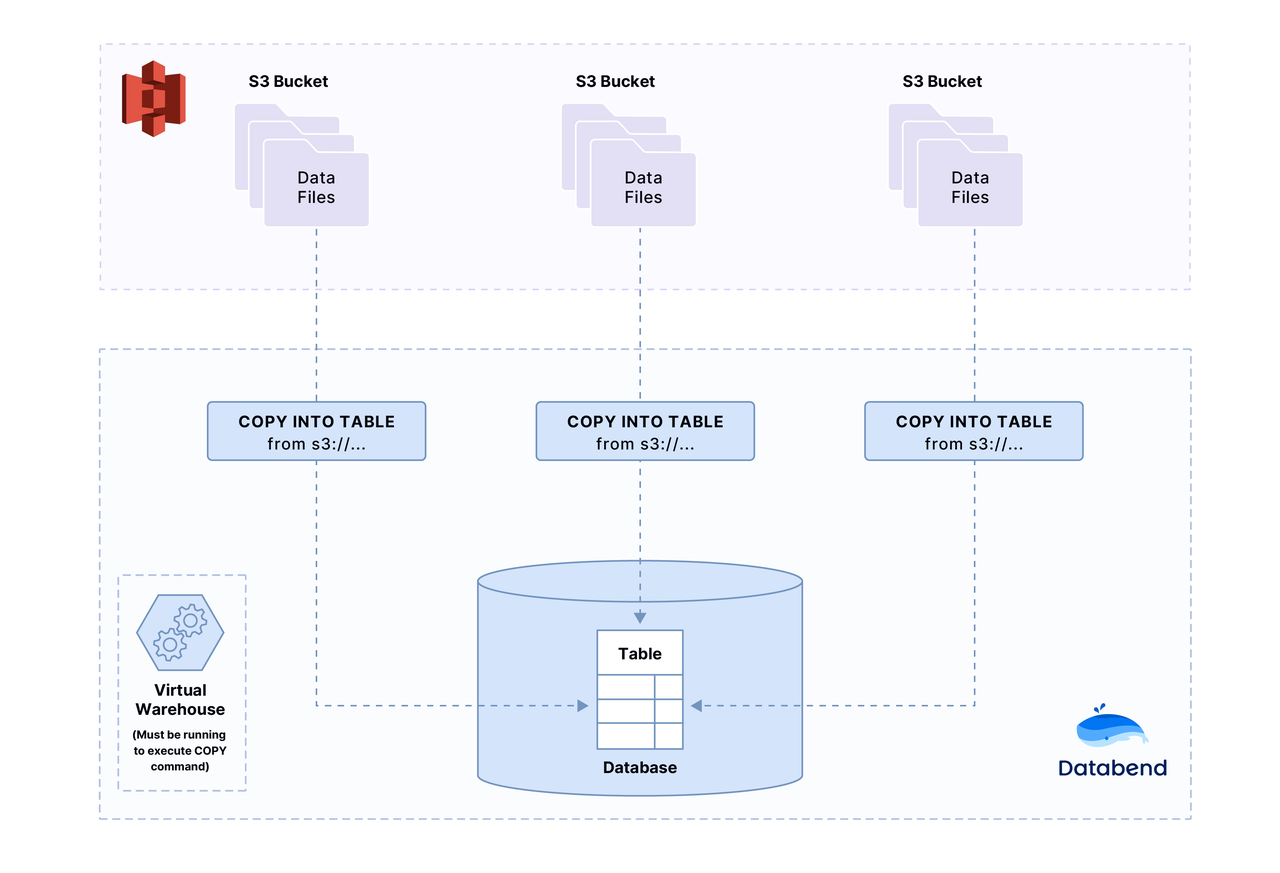 S3 Bucket
S3 Bucket
S3 Bucket
Data
Files
Data
Files
Data
Files
COPY INTO TABLE
from s3://...
COPY INTO TABLE
from s3://...
COPY INTO TABLE
from s3://...
Virtual
Warehouse
(Must be running
to execute COPY
command)
Table
Database
Databend